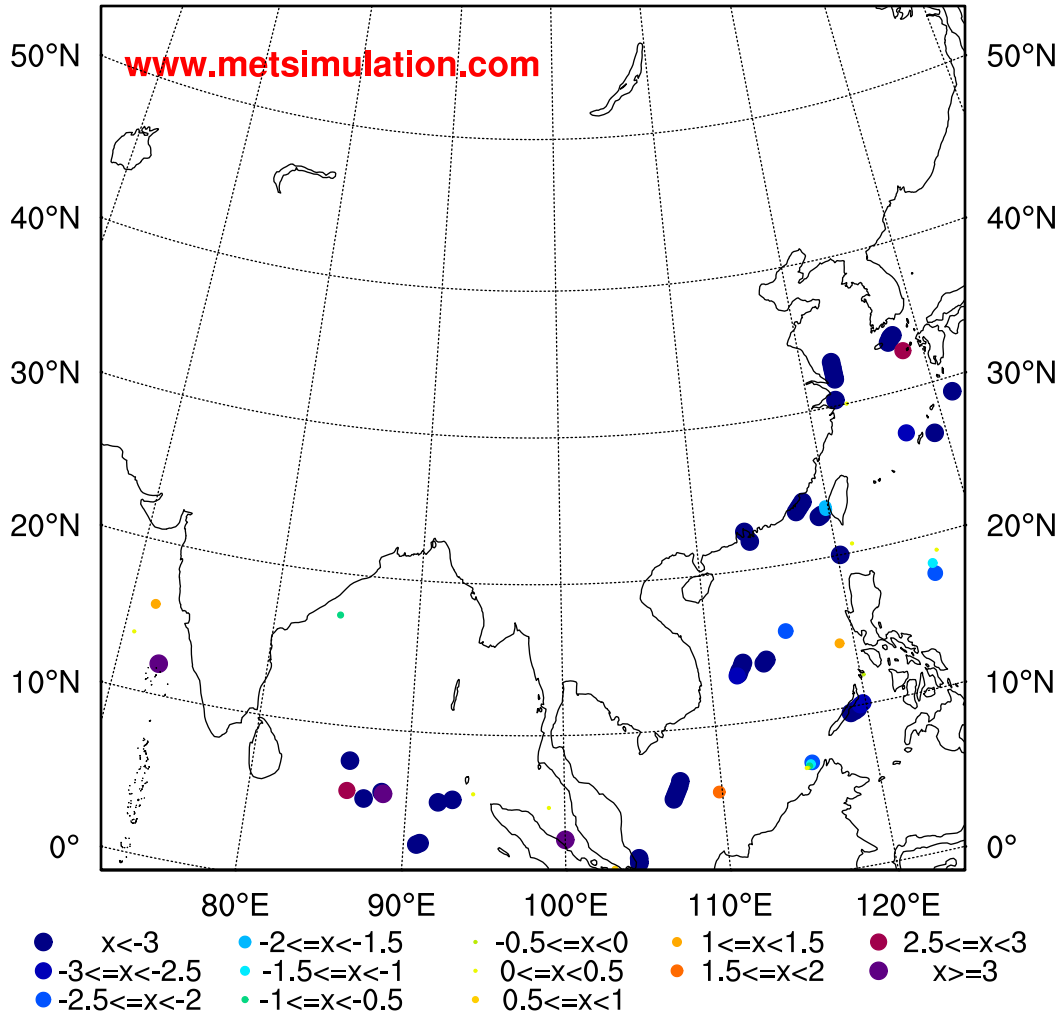 50°N 50°N
www.metsimulation.com
40°N 40°N
30°N 30°N
20°N 20°N
10°N 10°N
0° 0°
80°E 90°E 100°E 110°E 120°E
x<-3 -2<=x<-1.5 -0.5<=x<0 1<=x<1.5 2.5<=x<3
-3<=x<-2.5 -1.5<=x<-1 0<=x<0.5 1.5<=x<2 x>=3
-2.5<=x<-2 -1<=x<-0.5 0.5<=x<1